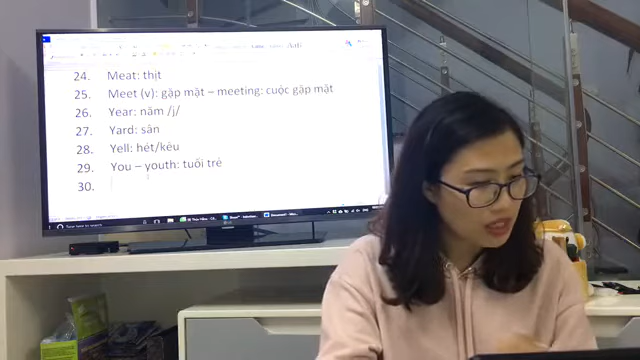 24. Meat: thịt
25. Meet (v): gặp mặt – meeting: cuộc gặp mặt
26. Year: năm /j/
27. Yard: sân
28. Yell: hét/kêu
29. You – youth: tuổi trẻ
30.